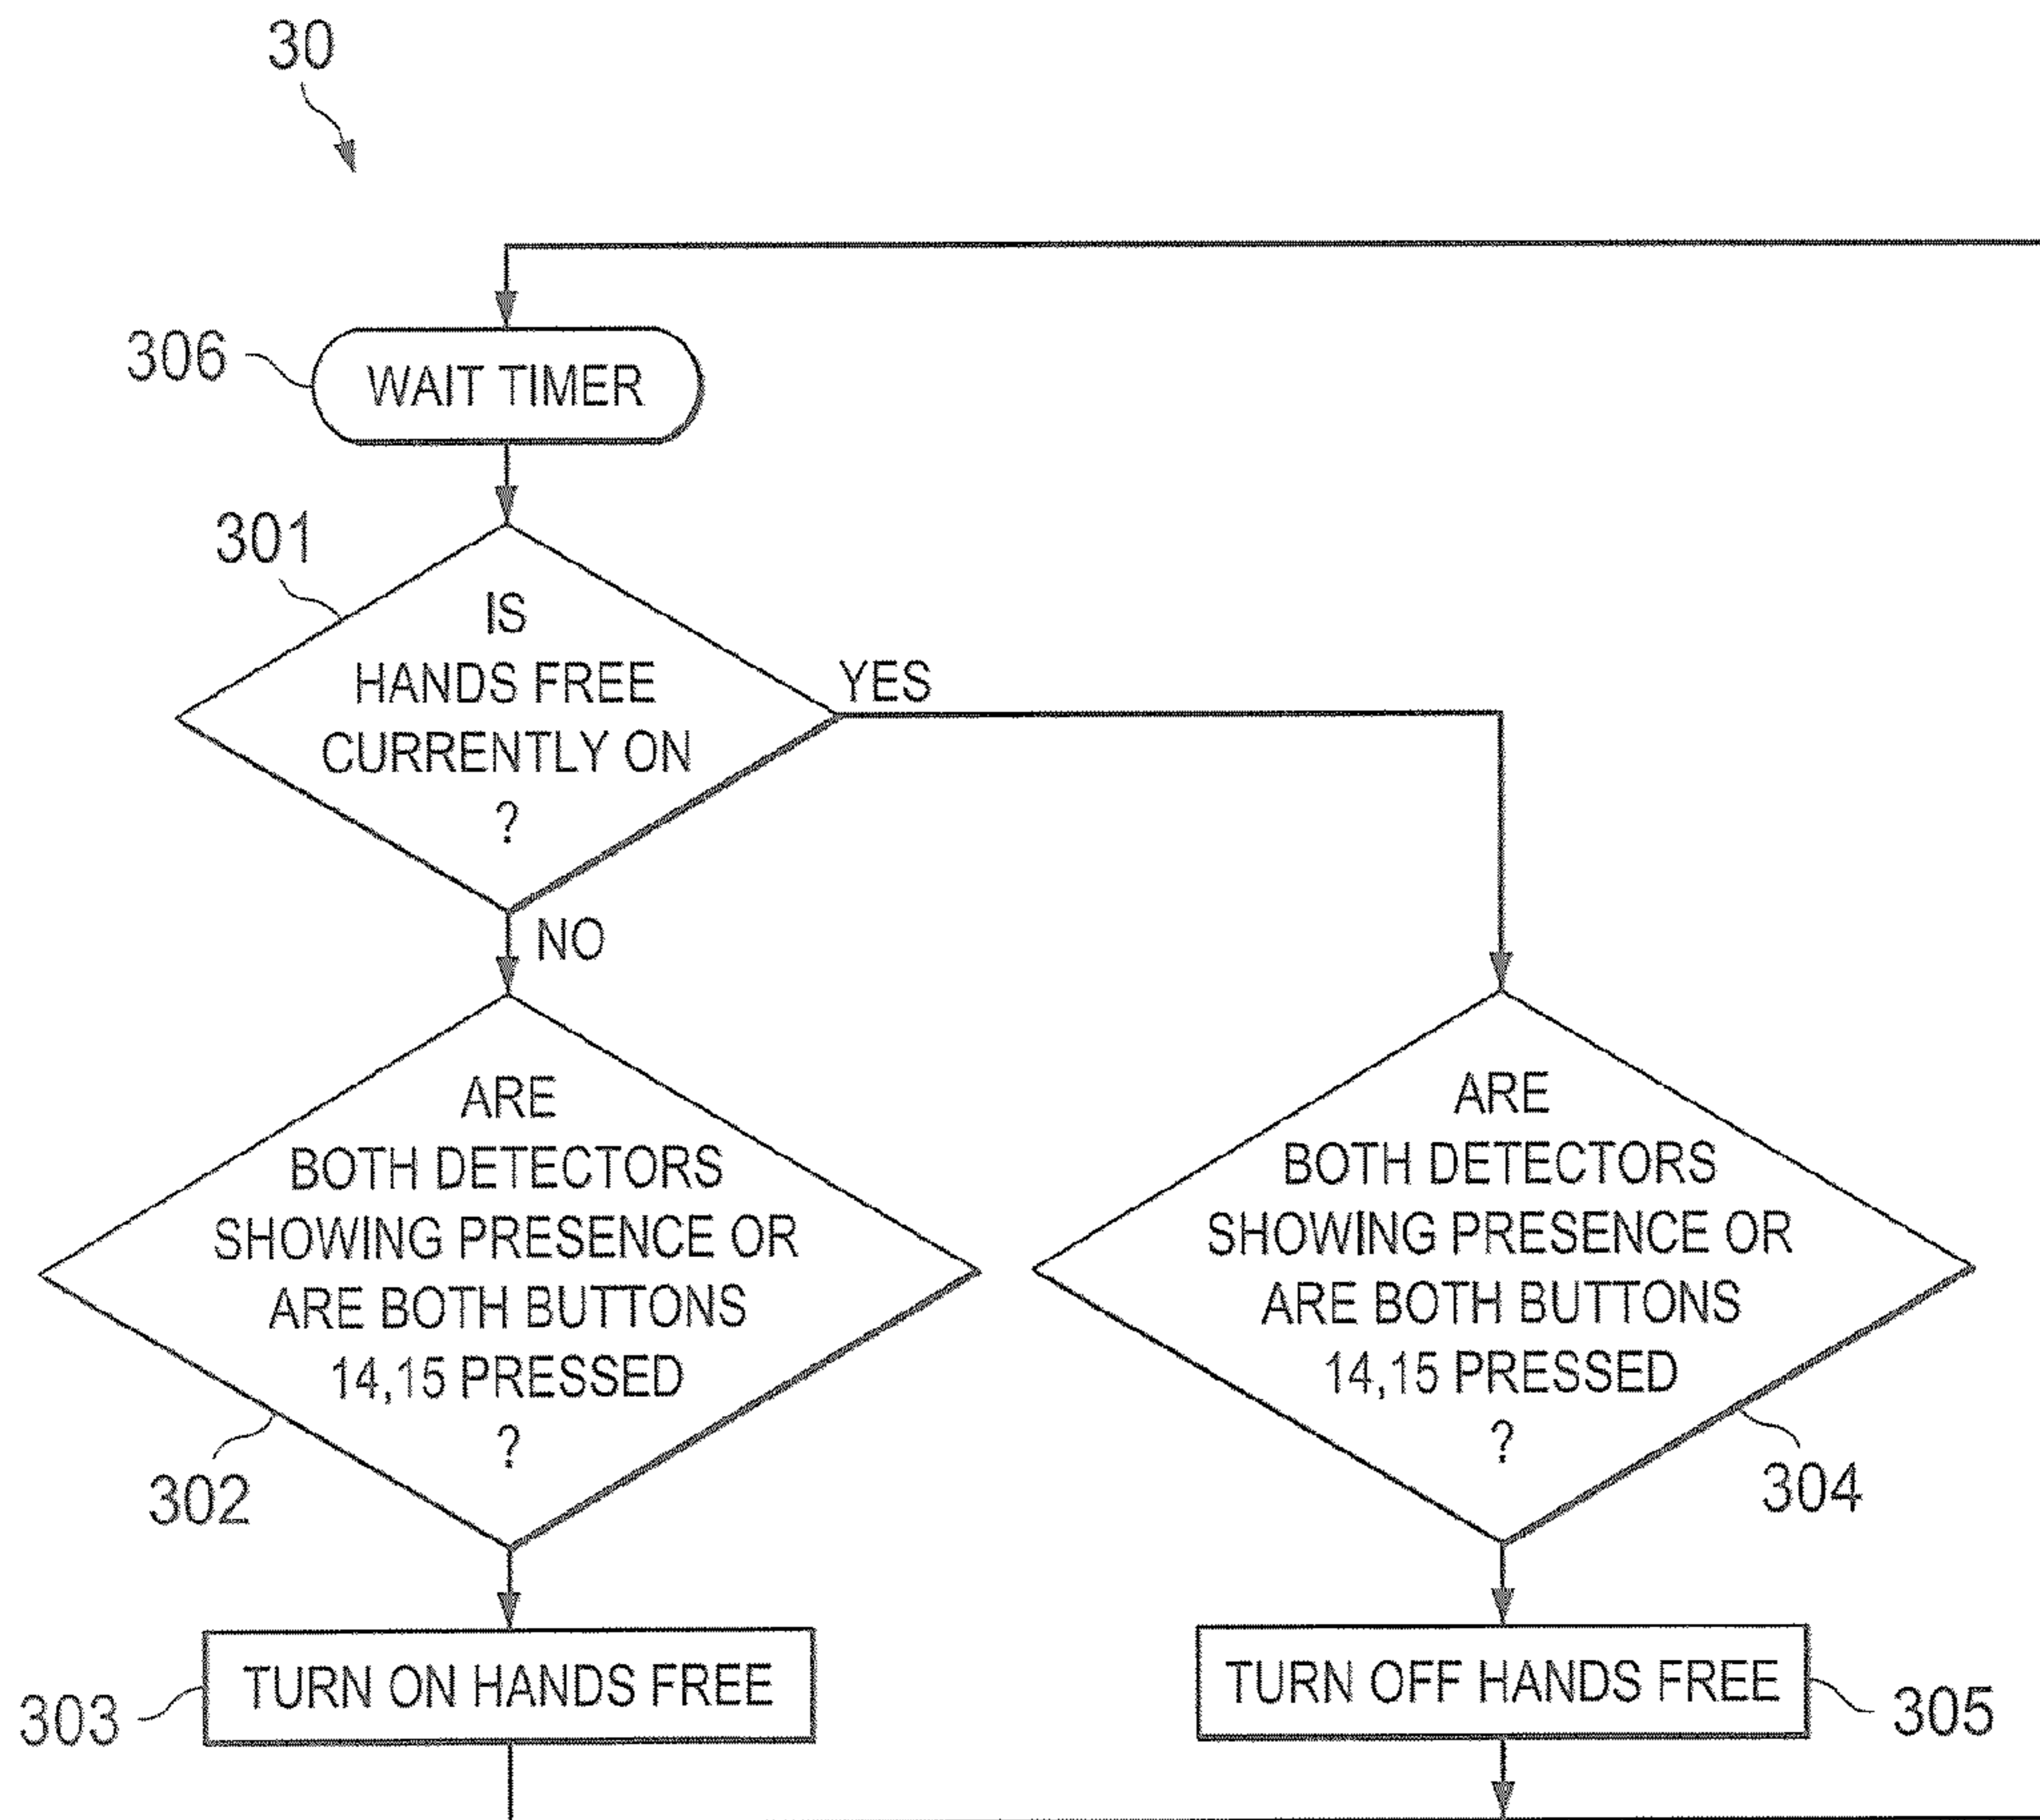 30
306
WAIT TIMER
301
IS
HANDS FREE
CURRENTLY ON
?
YES
NO
ARE
BOTH DETECTORS
SHOWING PRESENCE OR
ARE BOTH BUTTONS
14,15 PRESSED
?
302
ARE
BOTH DETECTORS
SHOWING PRESENCE OR
ARE BOTH BUTTONS
14,15 PRESSED
?
304
TURN ON HANDS FREE
303
TURN OFF HANDS FREE
305